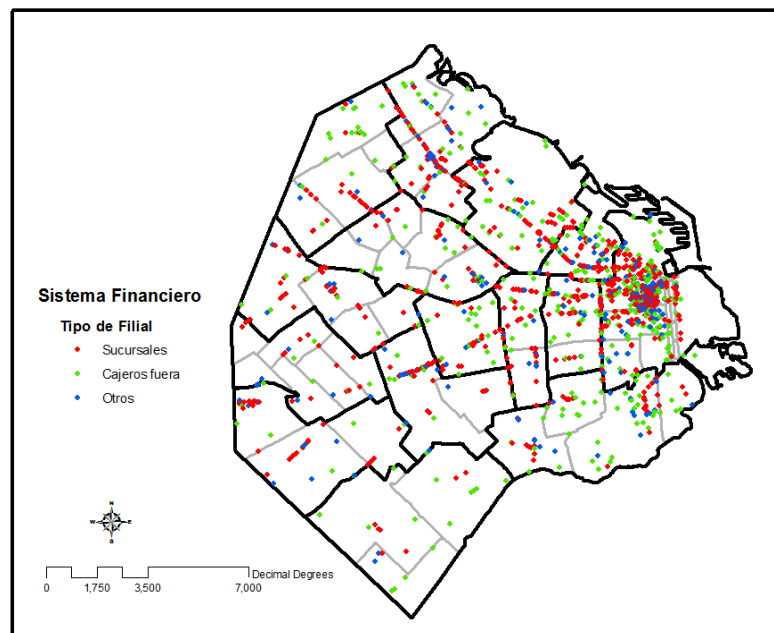 Sistema Financiero
Tipo de Filial
Sucursales
Cajeros fuera
Otros
N
W E
S
Decimal Degrees
0 1,750 3,500 7,000